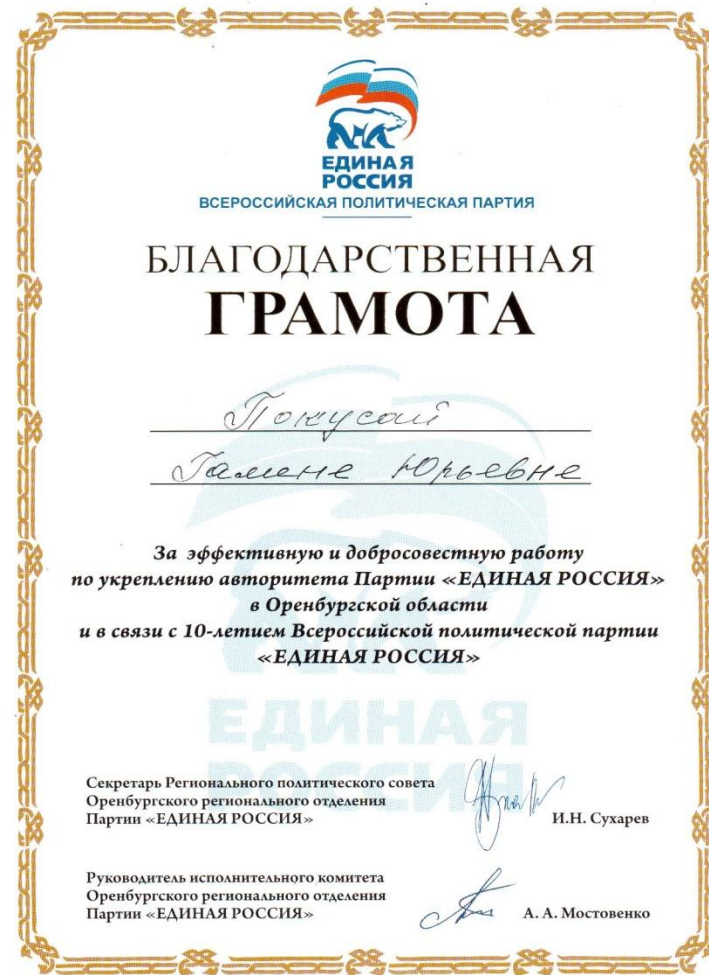 ЕДИНАЯ
РОССИЯ
ВСЕРОССИЙСКАЯ ПОЛИТИЧЕСКАЯ ПАРТИЯ
БЛАГОДАРСТВЕННАЯ
ГРАМОТА
Покусай
Галине Юрьевне
За эффективную и добросовестную работу
по укреплению авторитета Партии «ЕДИНАЯ РОССИЯ»
в Оренбургской области
и в связи с 10-летием Всероссийской политической партии
«ЕДИНАЯ РОССИЯ»
ЕДИНАЯ
РОССИЯ
Секретарь Регионального политического совета
Оренбургского регионального отделения
Партии «ЕДИНАЯ РОССИЯ»
И.Н. Сухарев
Руководитель исполнительного комитета
Оренбургского регионального отделения
Партии «ЕДИНАЯ РОССИЯ»
А. А. Мостовенко